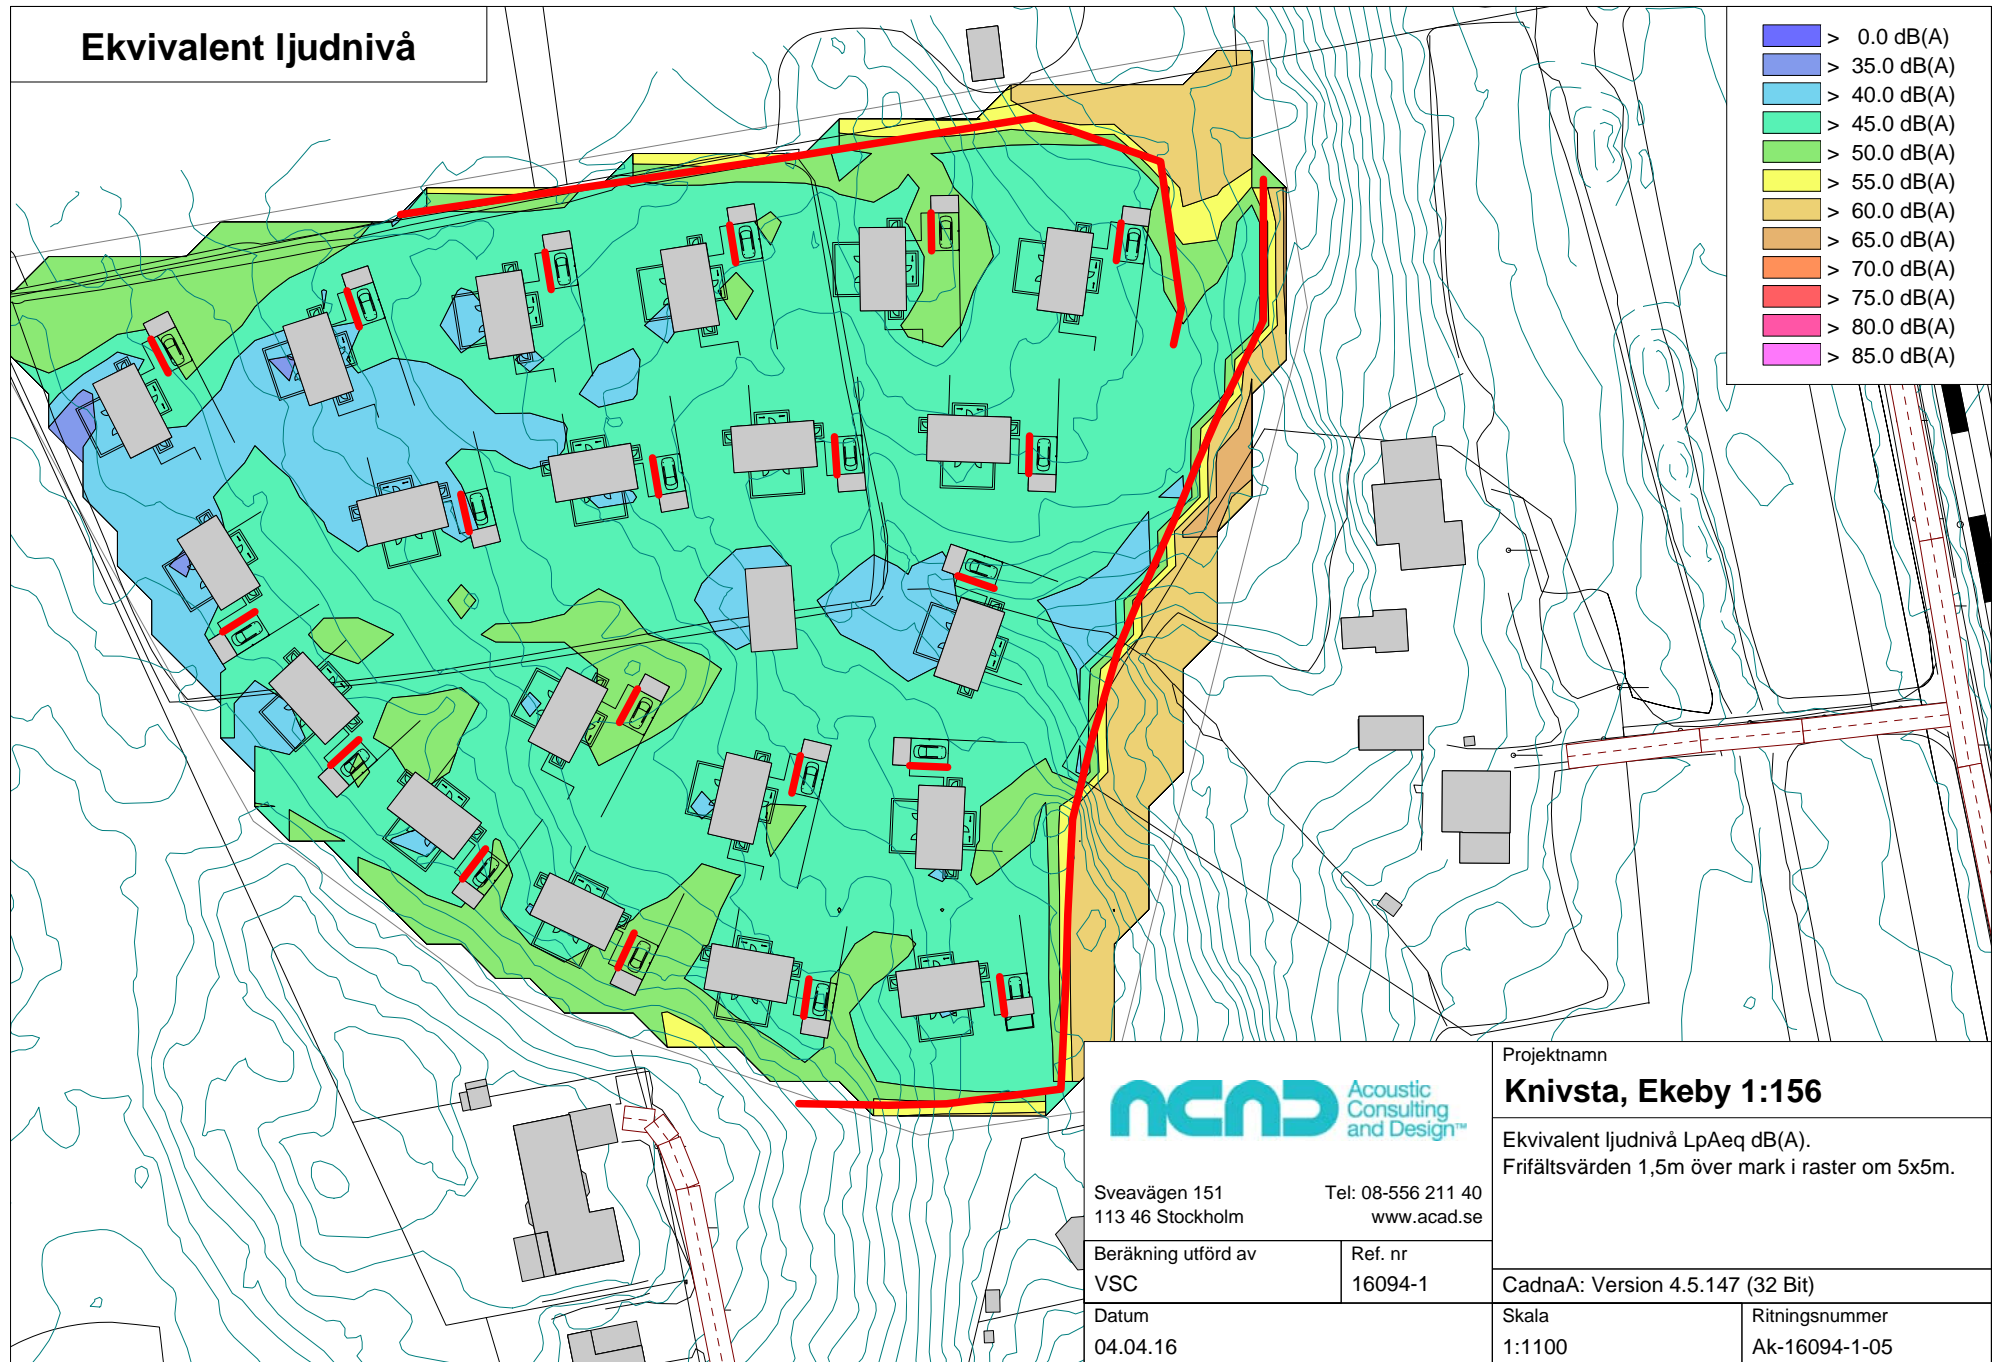 Ekvivalent ljudnivå
> 0.0 dB(A)
> 35.0 dB(A)
> 40.0 dB(A)
> 45.0 dB(A)
> 50.0 dB(A)
> 55.0 dB(A)
> 60.0 dB(A)
> 65.0 dB(A)
> 70.0 dB(A)
> 75.0 dB(A)
> 80.0 dB(A)
> 85.0 dB(A)
ACAD
Acoustic
Consulting
and Design™
Sveavägen 151
113 46 Stockholm
Tel: 08-556 211 40
www.acad.se
Beräkning utförd av
VSC
Ref. nr
16094-1
Datum
04.04.16
Projektnamn
Knivsta, Ekeby 1:156
Ekvivalent ljudnivå LpAeq dB(A).
Frifältsvärden 1,5m över mark i raster om 5x5m.
CadnaA: Version 4.5.147 (32 Bit)
Skala
1:1100
Ritningsnummer
Ak-16094-1-05